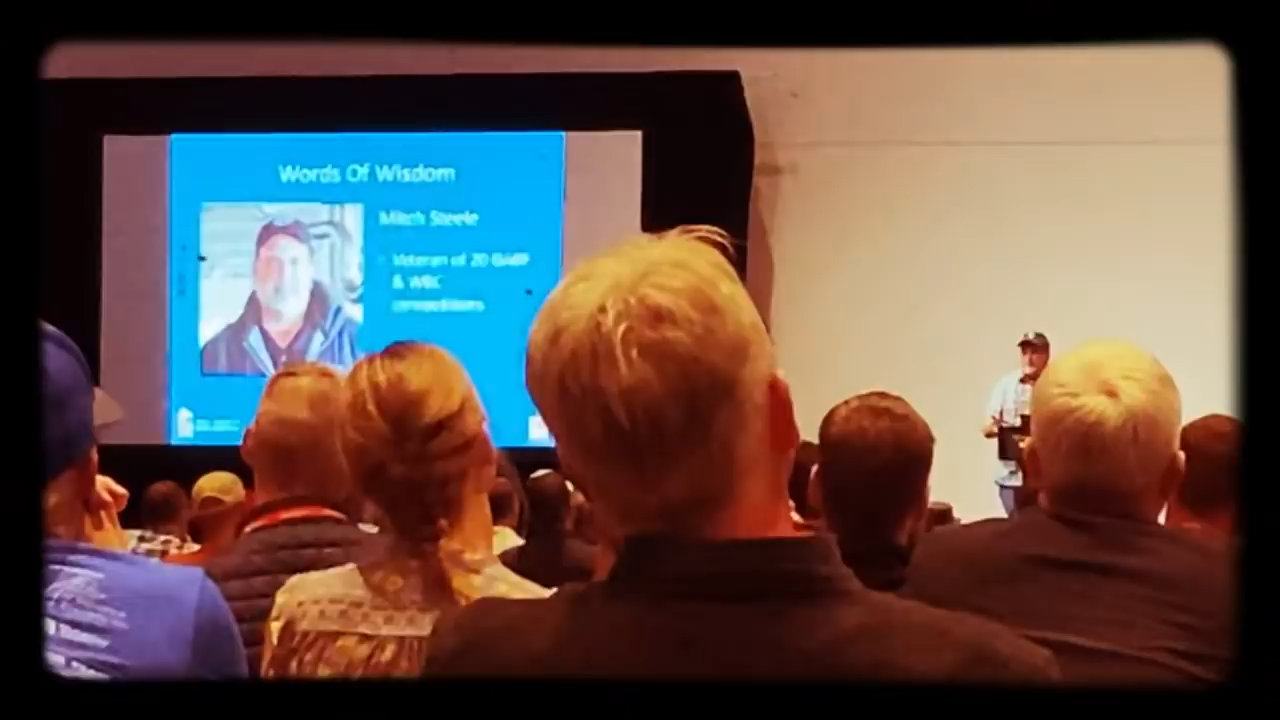 Words Of Wisdom
Mitch Steele
Veteran of 20 GABF
& WBC
competitions